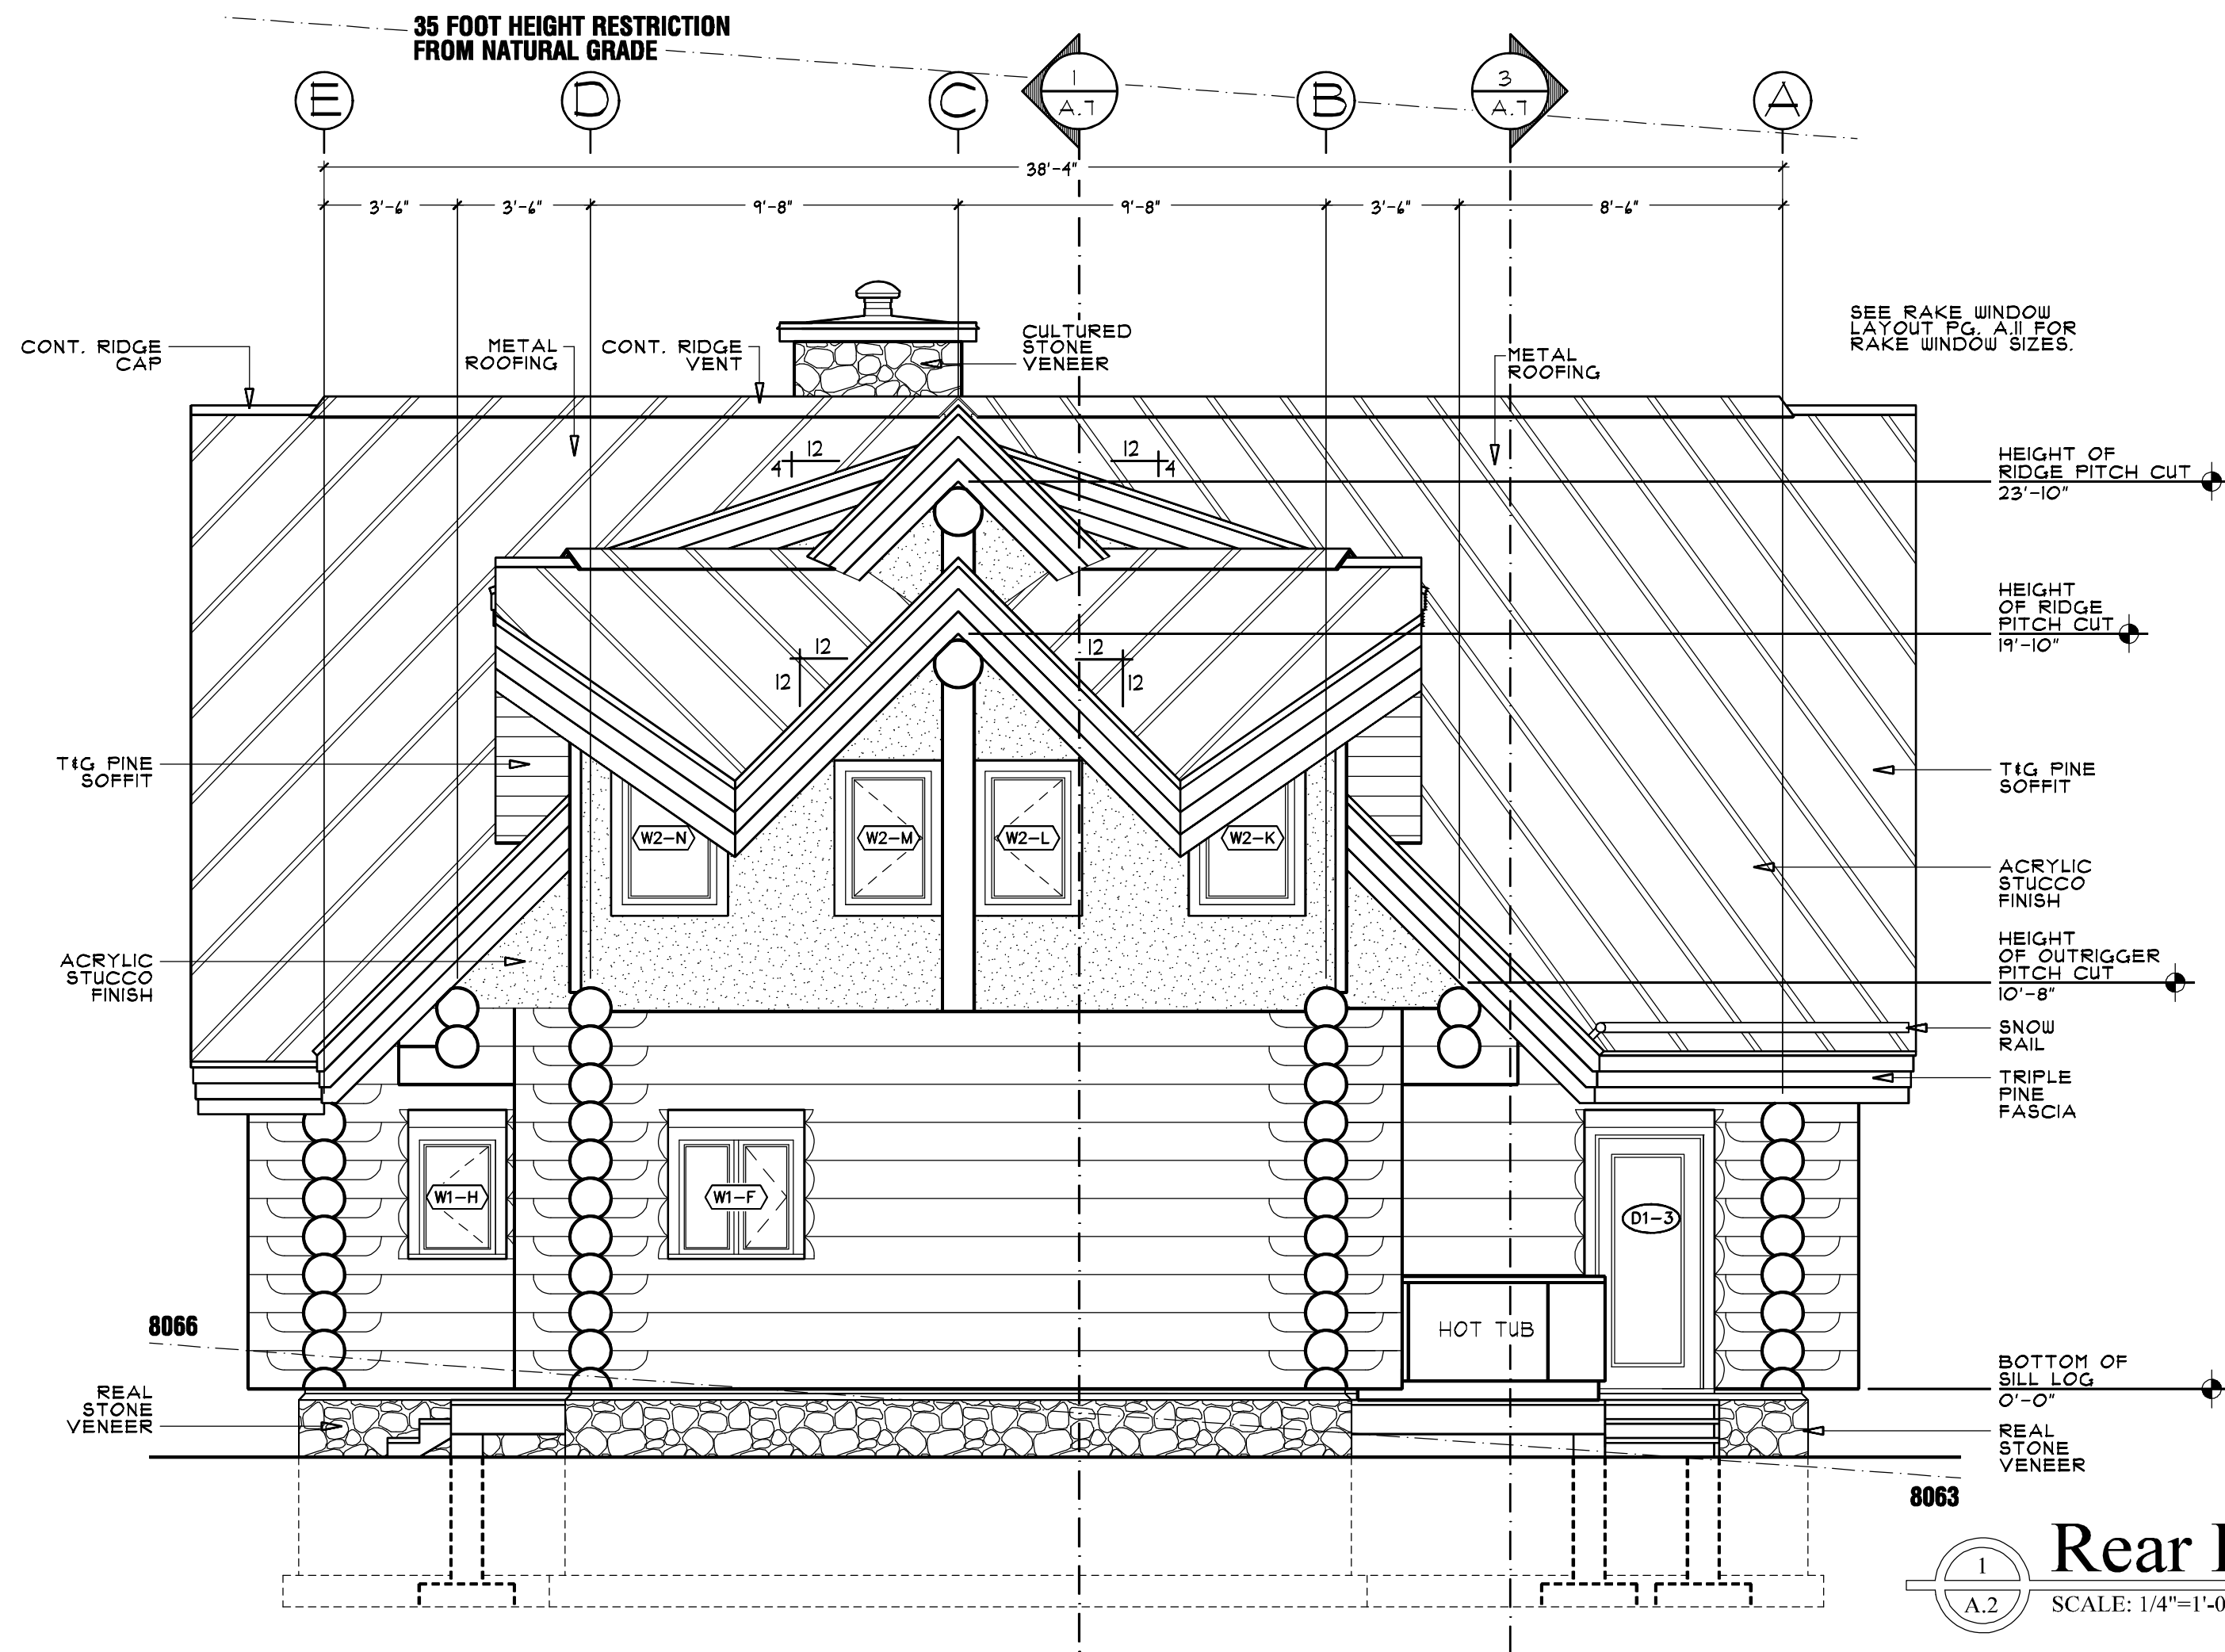 35 FOOT HEIGHT RESTRICTION
FROM NATURAL GRADE
E
D
C
1
A.7
B
3
A.7
A
38'-4"
3'-6"
3'-6"
9'-8"
9'-8"
3'-6"
8'-6"
CONT. RIDGE
CAP
METAL
ROOFING
CONT. RIDGE
VENT
CULTURED
STONE
VENEER
METAL
ROOFING
SEE RAKE WINDOW
LAYOUT PG. A.11 FOR
RAKE WINDOW SIZES.
12
4
12
4
HEIGHT OF
RIDGE PITCH CUT
23'-10"
HEIGHT
OF RIDGE
PITCH CUT
19'-10"
12
12
12
12
T&G PINE
SOFFIT
T&G PINE
SOFFIT
W2-N
W2-M
W2-L
W2-K
ACRYLIC
STUCCO
FINISH
ACRYLIC
STUCCO
FINISH
HEIGHT
OF OUTRIGGER
PITCH CUT
10'-8"
SNOW
RAIL
TRIPLE
PINE
FASCIA
W1-H
W1-F
D1-3
HOT TUB
8066
REAL
STONE
VENEER
BOTTOM OF
SILL LOG
0'-0"
REAL
STONE
VENEER
8063
1
A.2
Rear
SCALE: 1/4"=1'-0